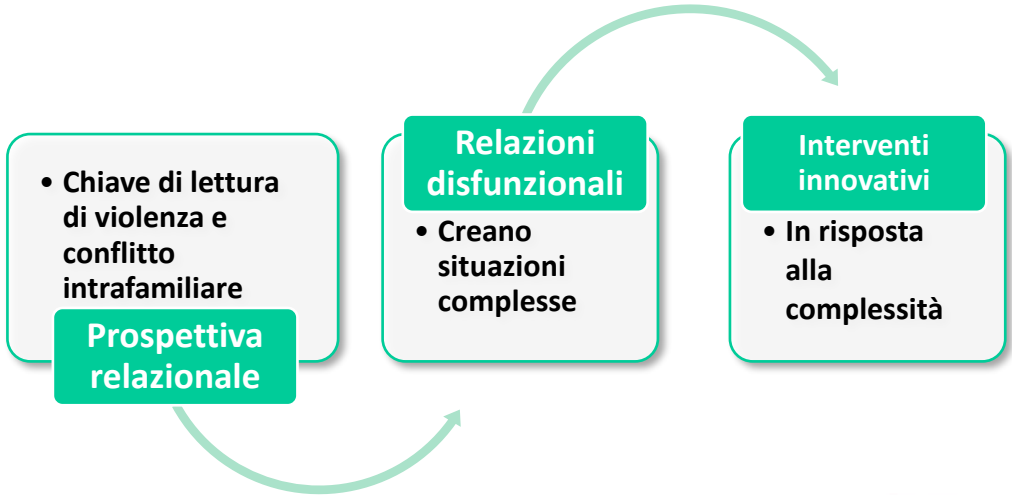 • Chiave di lettura
di violenza e
conflitto
intrafamiliare
Prospettiva
relazionale
Relazioni
disfunzionali
• Creano
situazioni
complesse
Interventi
innovativi
• In risposta
alla
complessità